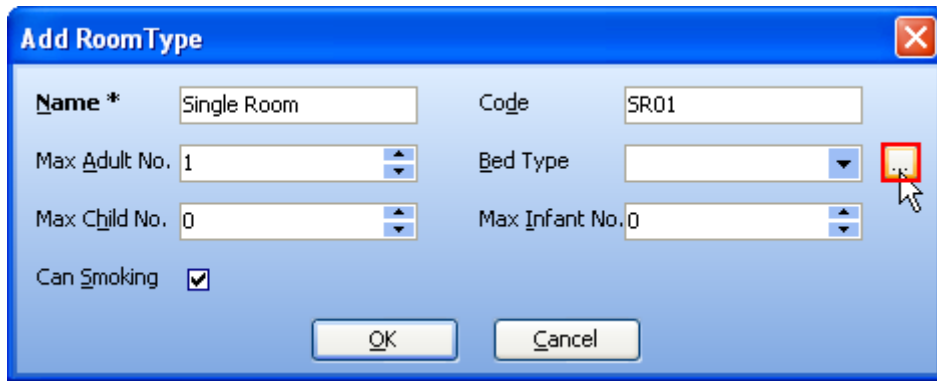 Add RoomType
Name * Single Room Code SR01
Max Adult No. 1 Bed Type ...
Max Child No. 0 Max Infant No. 0
Can Smoking
OK Cancel